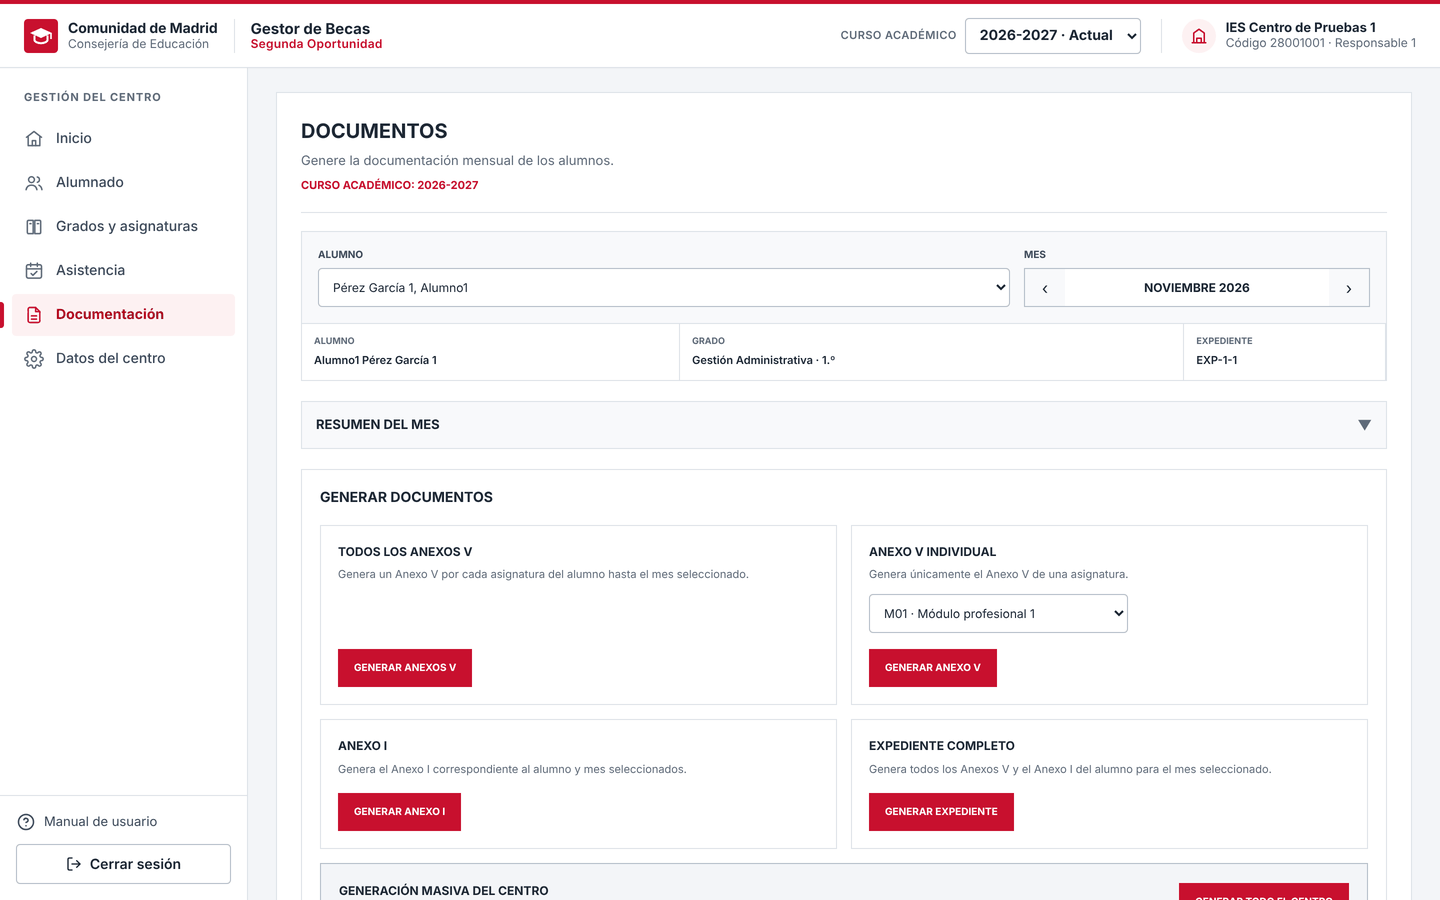 Comunidad de Madrid
Consejería de Educación
Gestor de Becas
Segunda Oportunidad
CURSO ACADÉMICO
2026-2027 · Actual
IES Centro de Pruebas 1
Código 28001001 · Responsable 1
GESTIÓN DEL CENTRO
Inicio
Alumnado
Grados y asignaturas
Asistencia
Documentación
Datos del centro
Manual de usuario
Cerrar sesión
DOCUMENTOS
Genere la documentación mensual de los alumnos.
CURSO ACADÉMICO: 2026-2027
ALUMNO
Pérez García 1, Alumno1
MES
‹ NOVIEMBRE 2026 ›
ALUMNO
Alumno1 Pérez García 1
GRADO
Gestión Administrativa · 1.º
EXPEDIENTE
EXP-1-1
RESUMEN DEL MES
GENERAR DOCUMENTOS
TODOS LOS ANEXOS V
Genera un Anexo V por cada asignatura del alumno hasta el mes seleccionado.
GENERAR ANEXOS V
ANEXO V INDIVIDUAL
Genera únicamente el Anexo V de una asignatura.
M01 · Módulo profesional 1
GENERAR ANEXO V
ANEXO I
Genera el Anexo I correspondiente al alumno y mes seleccionados.
GENERAR ANEXO I
EXPEDIENTE COMPLETO
Genera todos los Anexos V y el Anexo I del alumno para el mes seleccionado.
GENERAR EXPEDIENTE
GENERACIÓN MASIVA DEL CENTRO
GENERAR TODO EL CENTRO